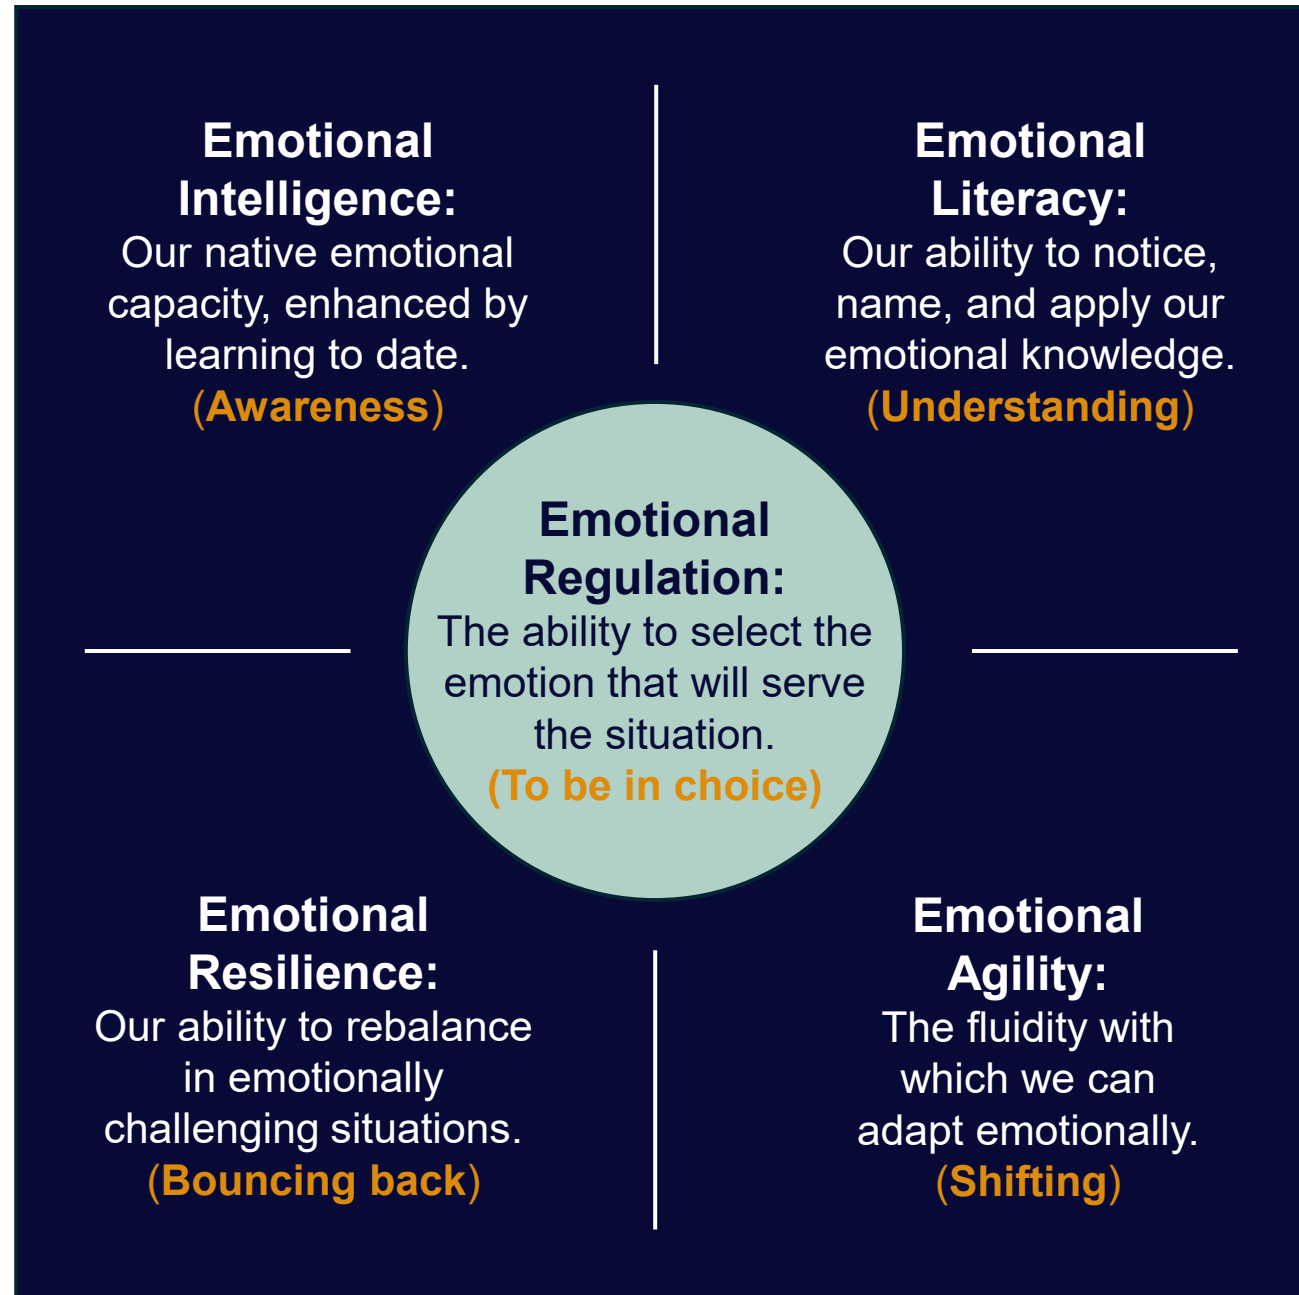 Emotional
Intelligence:
Our native emotional
capacity, enhanced by
learning to date.
(Awareness)
Emotional
Literacy:
Our ability to notice,
name, and apply our
emotional knowledge.
(Understanding)
Emotional
Regulation:
The ability to select the
emotion that will serve
the situation.
(To be in choice)
Emotional
Resilience:
Our ability to rebalance
in emotionally
challenging situations.
(Bouncing back)
Emotional
Agility:
The fluidity with
which we can
adapt emotionally.
(Shifting)